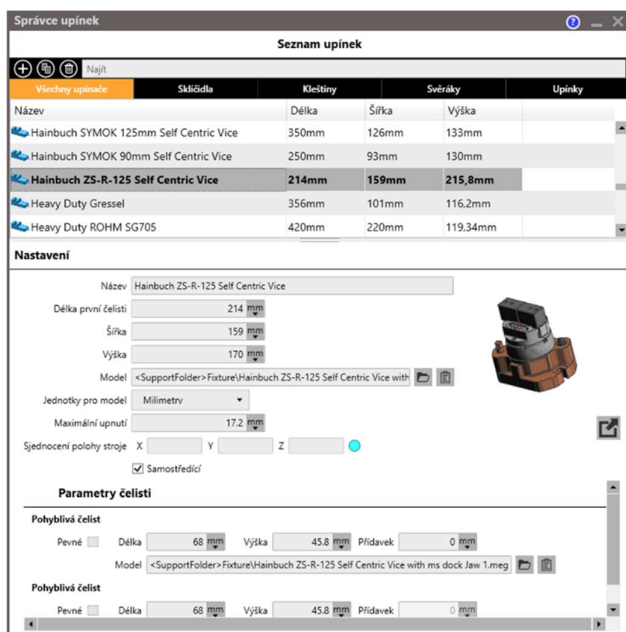 Správce upínek
Seznam upínek
Najít
Všechny upínače Sklíčidla Kleštiny Svěráky Upínky
Název Délka Šířka Výška
Hainbuch SYMOK 125mm Self Centric Vice 350mm 126mm 133mm
Hainbuch SYMOK 90mm Self Centric Vice 250mm 93mm 130mm
Hainbuch ZS-R-125 Self Centric Vice 214mm 159mm 215,8mm
Heavy Duty Gressel 356mm 101mm 116,2mm
Heavy Duty ROHM SG705 420mm 220mm 119,34mm
Nastavení
Název Hainbuch ZS-R-125 Self Centric Vice
Délka první čelisti 214 mm
Šířka 159 mm
Výška 170 mm
Model <SupportFolder>Fixture\Hainbuch ZS-R-125 Self Centric Vice with
Jednotky pro model Milimetry
Maximální upnutí 17.2 mm
Sjednocení polohy stroje X Y Z
Samostředící
Parametry čelisti
Pohyblivá čelist
Pevné Délka 68 mm Výška 45.8 mm Přídavek 0 mm
Model <SupportFolder>Fixture\Hainbuch ZS-R-125 Self Centric Vice with ms dock Jaw 1.meg
Pohyblivá čelist
Pevné Délka 68 mm Výška 45.8 mm Přídavek 0 mm